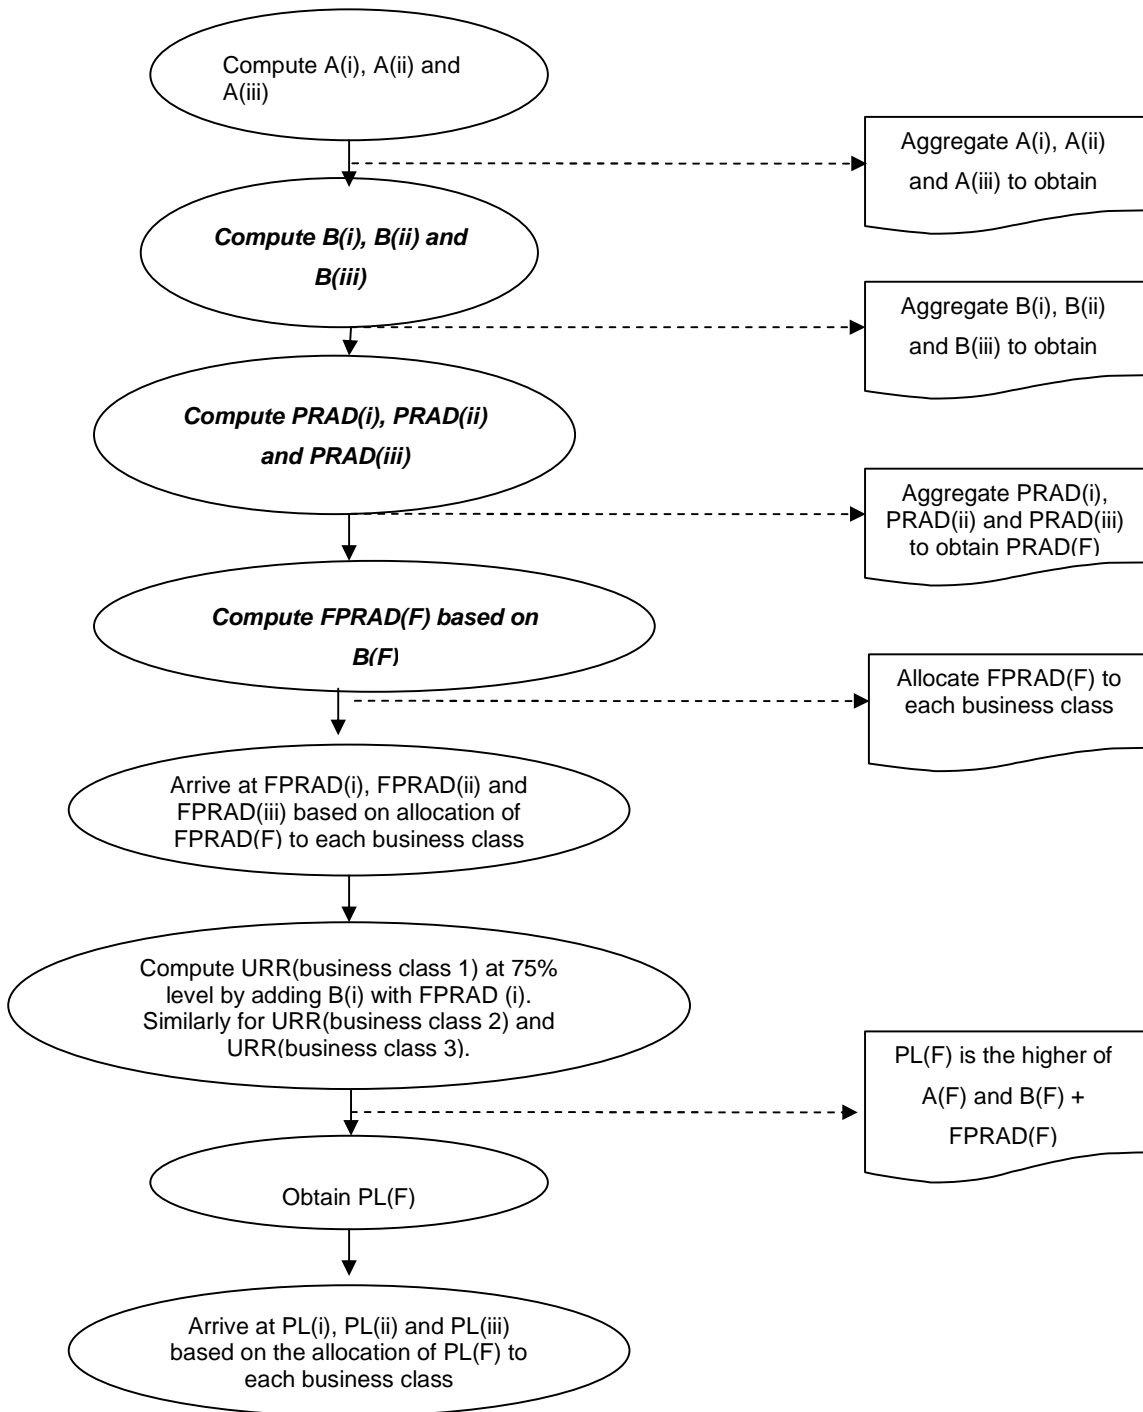 Compute A(i), A(ii) and
A(iii)
Aggregate A(i), A(ii)
and A(iii) to obtain
Compute B(i), B(ii) and
B(iii)
Aggregate B(i), B(ii)
and B(iii) to obtain
Compute PRAD(i), PRAD(ii)
and PRAD(iii)
Aggregate PRAD(i),
PRAD(ii) and PRAD(iii)
to obtain PRAD(F)
Compute FPRAD(F) based on
B(F)
Allocate FPRAD(F) to
each business class
Arrive at FPRAD(i), FPRAD(ii) and
FPRAD(iii) based on allocation of
FPRAD(F) to each business class
Compute URR(business class 1) at 75%
level by adding B(i) with FPRAD (i).
Similarly for URR(business class 2) and
URR(business class 3).
PL(F) is the higher of
A(F) and B(F) +
FPRAD(F)
Obtain PL(F)
Arrive at PL(i), PL(ii) and PL(iii)
based on the allocation of PL(F) to
each business class